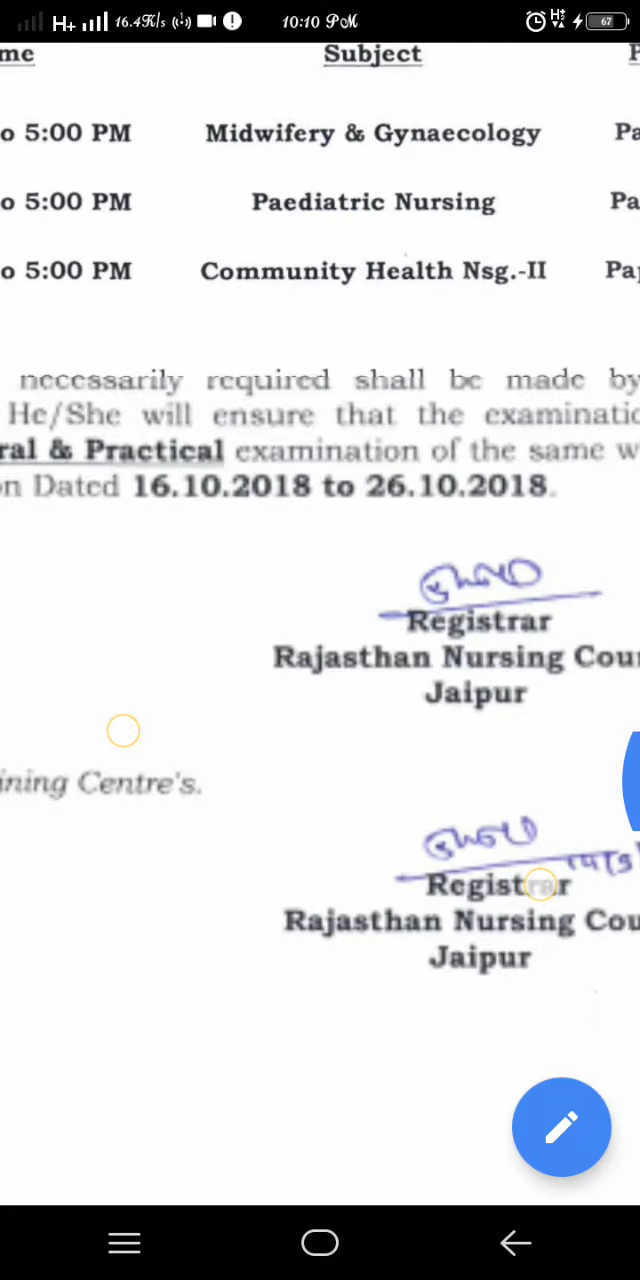 H+ 16.4K/s 10:10 PM H+ 67
me Subject P
o 5:00 PM Midwifery & Gynaecology Pa
o 5:00 PM Paediatric Nursing Pa
o 5:00 PM Community Health Nsg.-II Pap
necessarily required shall be made by
He/She will ensure that the examinatio
ral & Practical examination of the same w
on Dated 16.10.2018 to 26.10.2018.
Registrar
Rajasthan Nursing Cour
Jaipur
ining Centre's.
Registrar
Rajasthan Nursing Cou
Jaipur